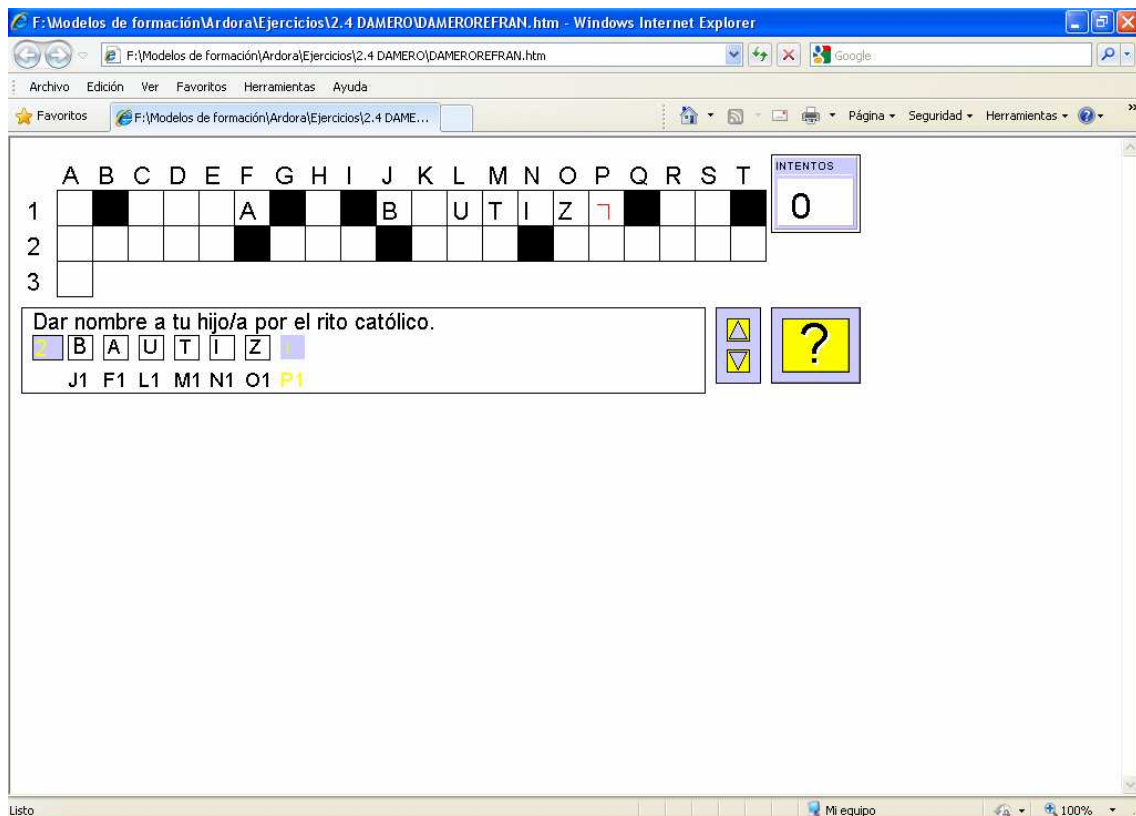 F:\Modelos de formación\Ardora\Ejercicios\2.4 DAMERO\DAMEROREFRAN.htm - Windows Internet Explorer
F:\Modelos de formación\Ardora\Ejercicios\2.4 DAMERO\DAMEROREFRAN.htm
Google
Archivo Edición Ver Favoritos Herramientas Ayuda
Favoritos F:\Modelos de formación\Ardora\Ejercicios\2.4 DAME... Página Seguridad Herramientas ? »
A B C D E F G H I J K L M N O P Q R S T INTENTOS
1 A B U T I Z 0
2
3
Dar nombre a tu hijo/a por el rito católico.
2 B A U T I Z ?
J1 F1 L1 M1 N1 O1 P1
Listo Mi equipo 100%